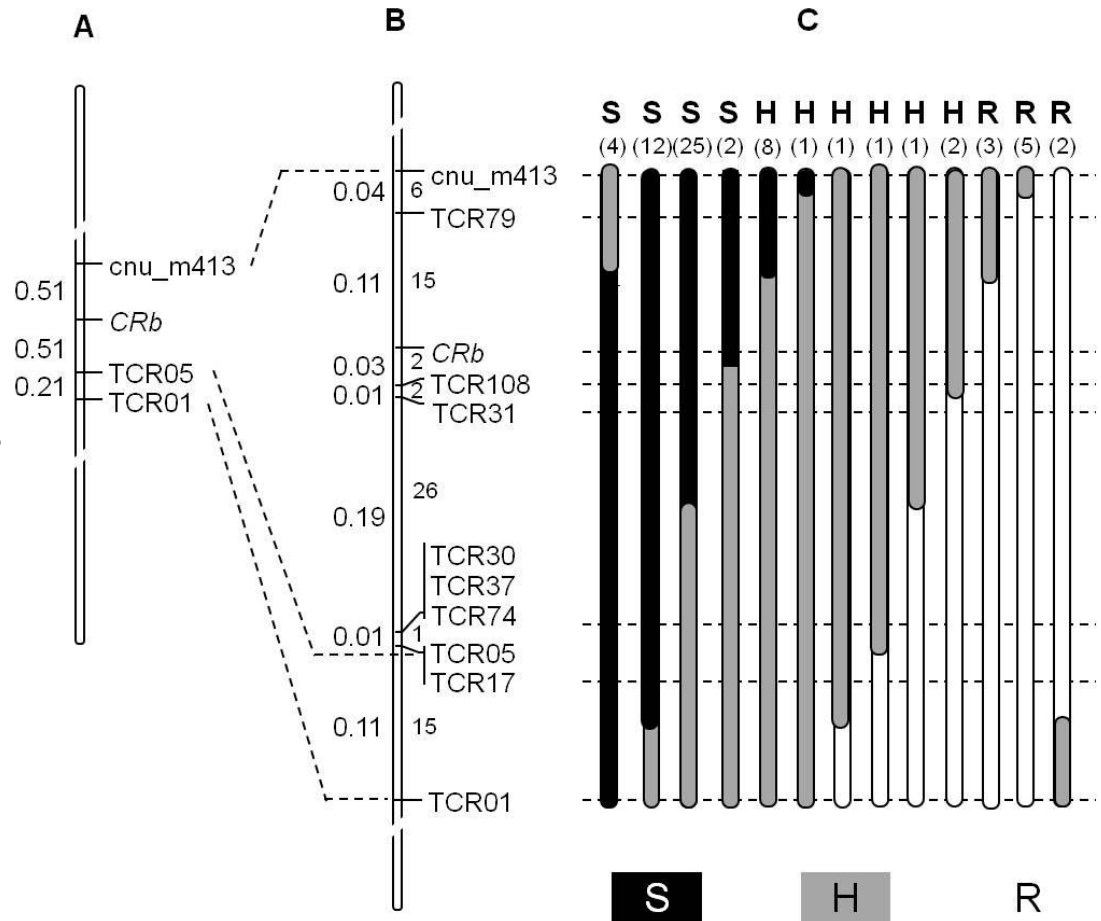 A
B
C
0.51
0.51
0.21
cnu_m413
CRb
TCR05
TCR01
0.04
0.11
0.03
0.01
0.19
0.01
0.11
6
15
2
2
26
1
15
cnu_m413
TCR79
CRb
TCR108
TCR31
TCR30
TCR37
TCR74
TCR05
TCR17
TCR01
S S S S H H H H H H R R R
(4) (12) (25) (2) (8) (1) (1) (1) (1) (2) (3) (5) (2)
S H R